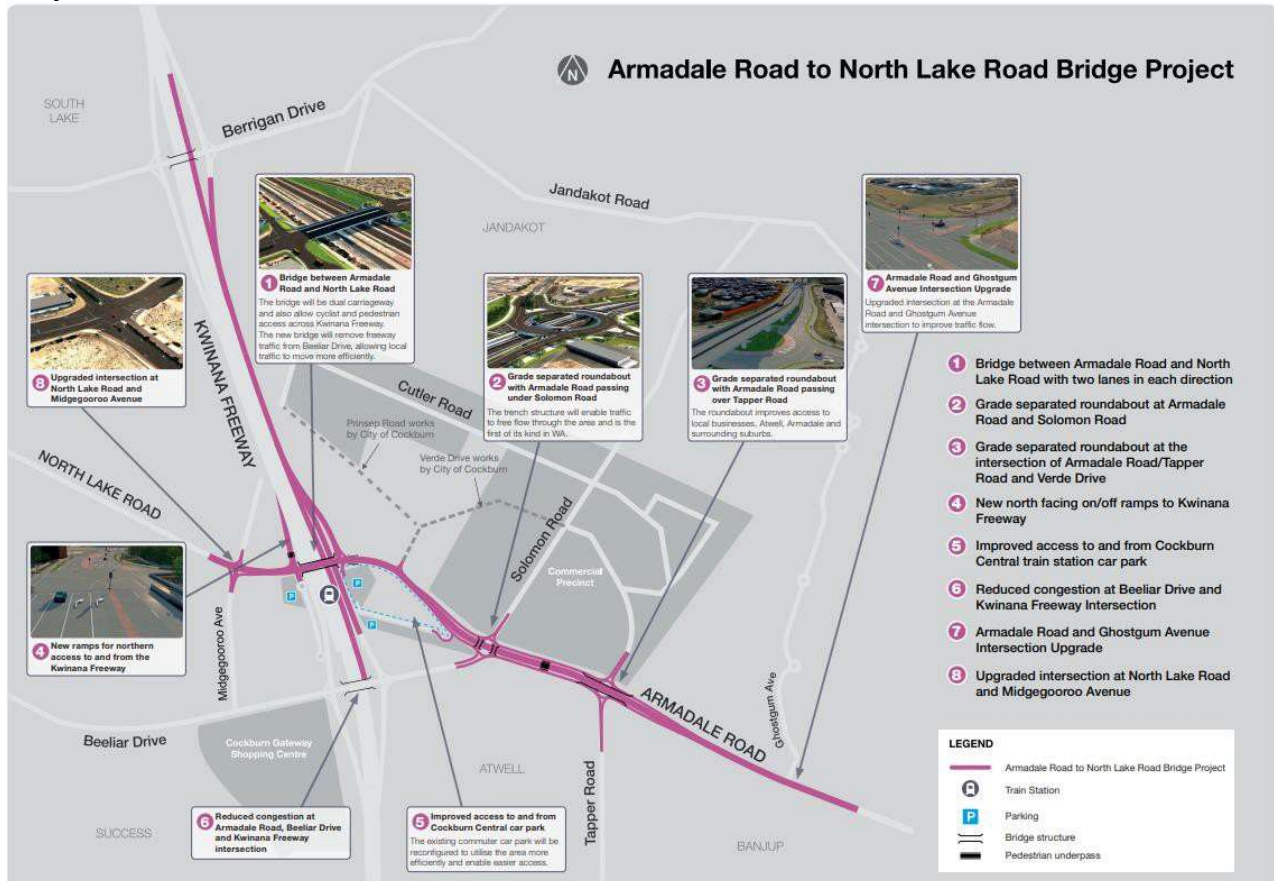 Armadale Road to North Lake Road Bridge Project
N
SOUTH
LAKE
Berrigan Drive
Jandakot Road
JANDAKOT
1 Bridge between Armadale
Road and North Lake Road
The bridge will be dual carriageway
and also allow cyclist and pedestrian
access across Kwinana Freeway.
The new bridge will remove freeway
traffic from Beeliar Drive, allowing local
traffic to move more efficiently.
2 Grade separated roundabout
with Armadale Road passing
under Solomon Road
The trench structure will enable traffic
to free flow through the area and is the
first of its kind in WA.
3 Grade separated roundabout
with Armadale Road passing
over Tapper Road
The roundabout improves access to
local businesses, Atwell, Armadale and
surrounding suburbs.
7 Armadale Road and Ghostgum
Avenue Intersection Upgrade
Upgraded intersection at the Armadale
Road and Ghostgum Avenue
intersection to improve traffic flow.
8 Upgraded intersection at
North Lake Road and
Midgegooroo Avenue
KWINANA FREEWAY
Cutler Road
Prinsep Road works
by City of Cockburn
Verde Drive works
by City of Cockburn
NORTH LAKE ROAD
Solomon Road
Commercial
Precinct
4 New ramps for northern
access to and from the
Kwinana Freeway
Midgegooroo Ave
P
P
P
Beeliar Drive
Cockburn Gateway
Shopping Centre
ARMADALE ROAD
Ghostgum Ave
ATWELL
Tapper Road
SUCCESS
BANJUP
6 Reduced congestion at
Armadale Road, Beeliar Drive
and Kwinana Freeway
intersection
5 Improved access to and from
Cockburn Central car park
The existing commuter car park will be
reconfigured to utilise the area more
efficiently and enable easier access.
1 Bridge between Armadale Road and North
Lake Road with two lanes in each direction
2 Grade separated roundabout at Armadale
Road and Solomon Road
3 Grade separated roundabout at the
intersection of Armadale Road/Tapper
Road and Verde Drive
4 New north facing on/off ramps to Kwinana
Freeway
5 Improved access to and from Cockburn
Central train station car park
6 Reduced congestion at Beeliar Drive and
Kwinana Freeway Intersection
7 Armadale Road and Ghostgum Avenue
Intersection Upgrade
8 Upgraded intersection at North Lake Road
and Midgegooroo Avenue
LEGEND
Armadale Road to North Lake Road Bridge Project
Train Station
P Parking
Bridge structure
Pedestrian underpass